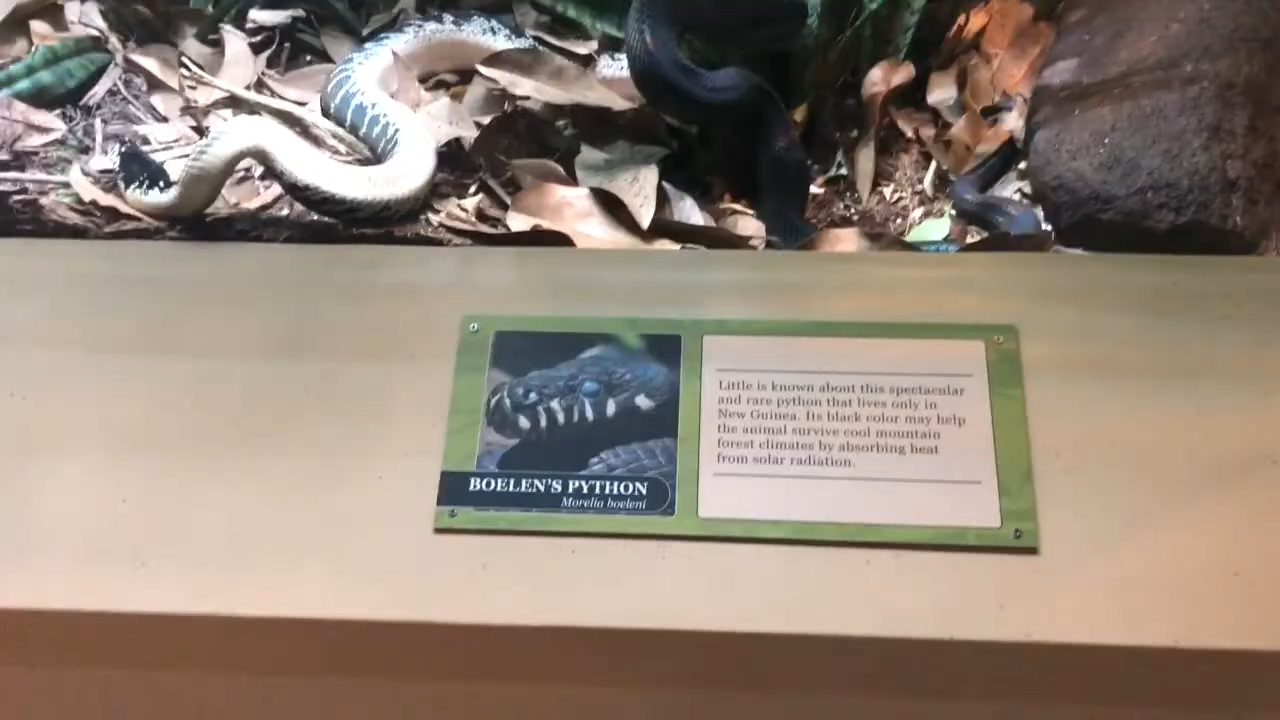 BOELEN'S PYTHON
Morelia boeleni
Little is known about this spectacular
and rare python that lives only in
New Guinea. Its black color may help
the animal survive cool mountain
forest climates by absorbing heat
from solar radiation.